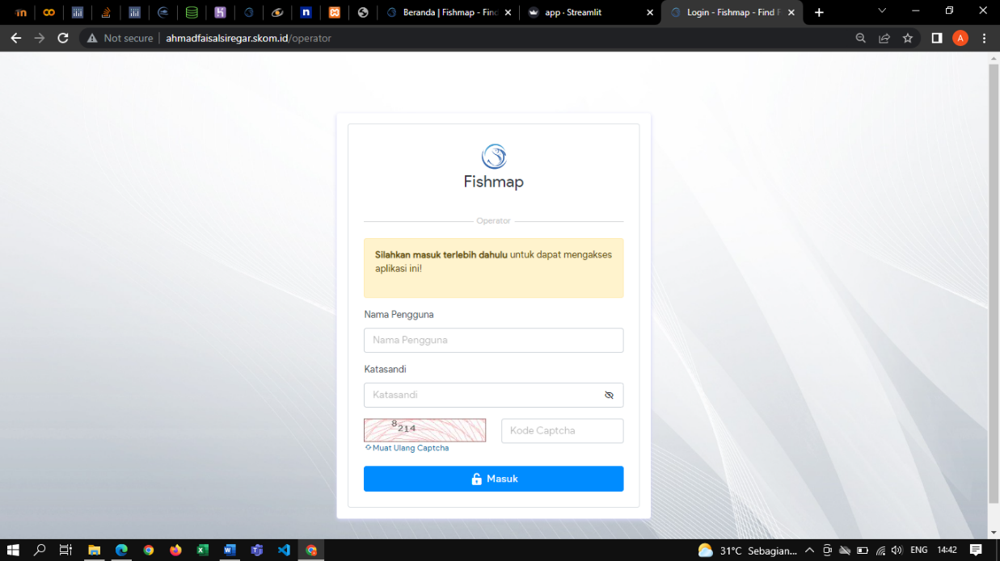 Beranda | Fishmap - Fin
app · Streamlit
Login - Fishmap - Find F
Not secure
ahmadfaisalsiregar.skom.id/operator
A
Fishmap
Operator
Silahkan masuk terlebih dahulu untuk dapat mengakses
aplikasi ini!
Nama Pengguna
Nama Pengguna
Katasandi
Katasandi
8214
Kode Captcha
Muat Ulang Captcha
Masuk
31°C Sebagian...
ENG
14:42